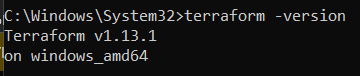 C:\Windows\System32>terraform -version
Terraform v1.13.1
on windows_amd64